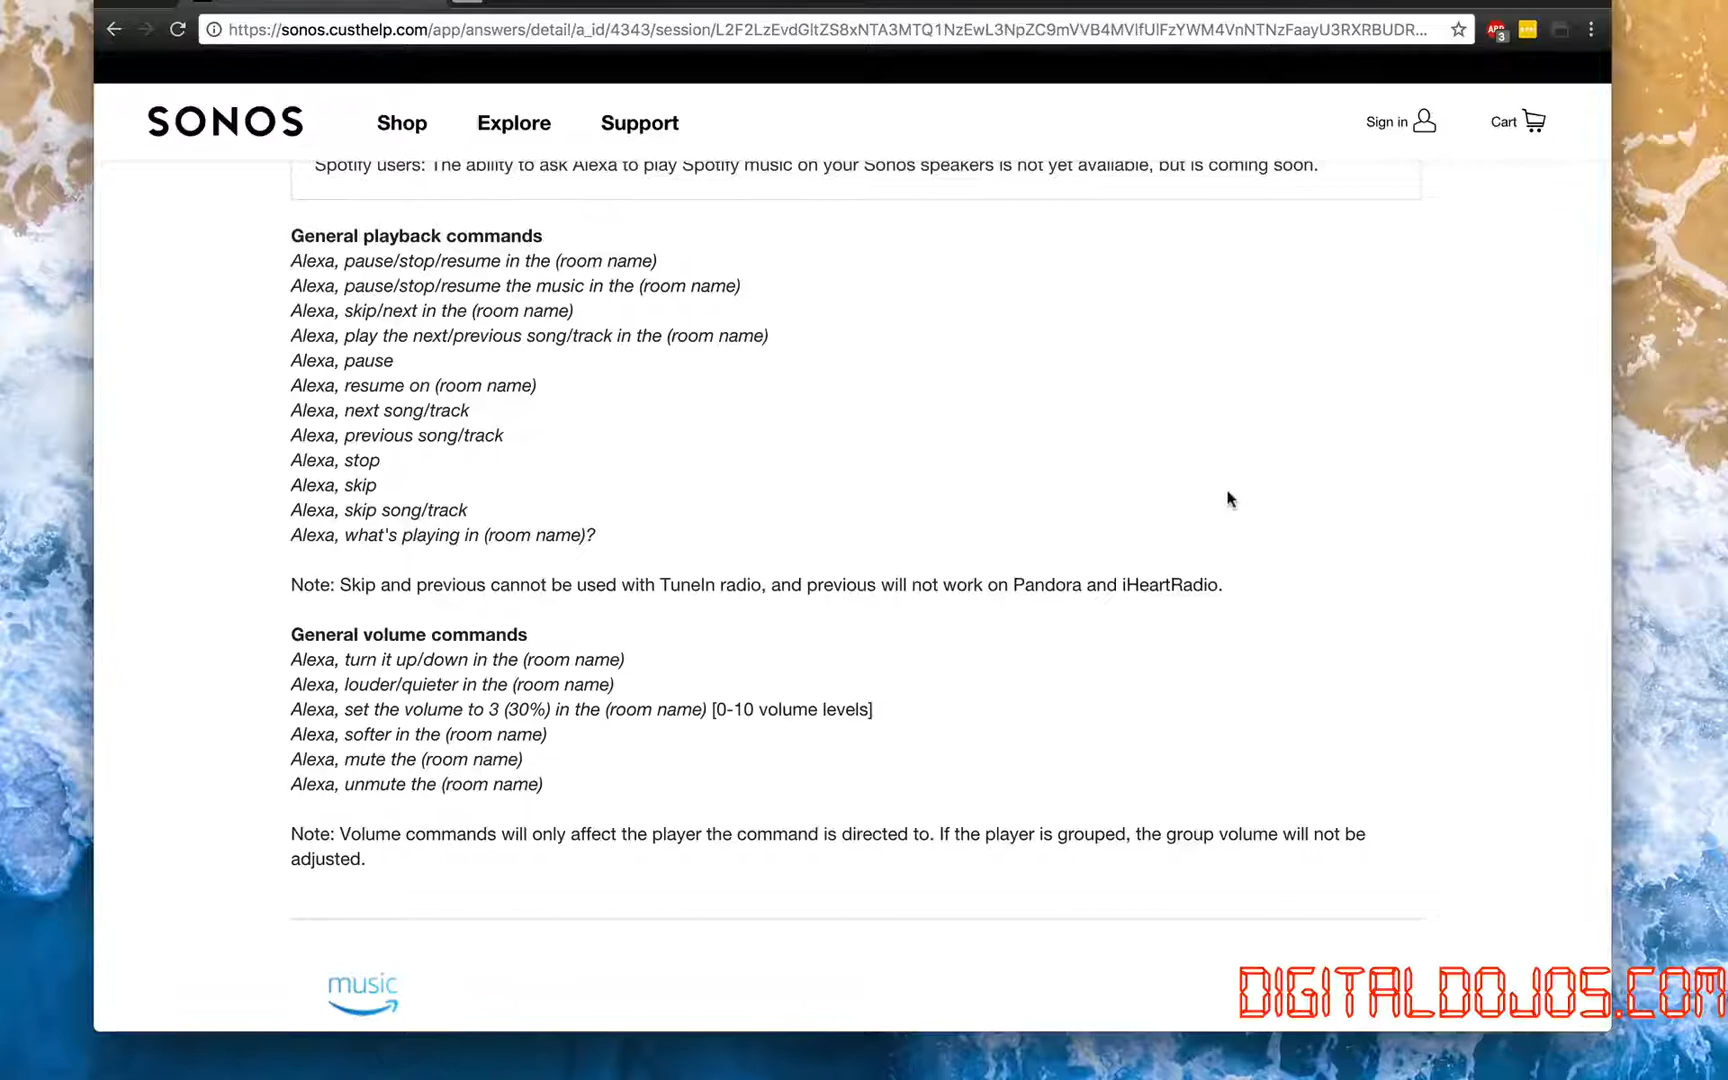 https://sonos.custhelp.com/app/answers/detail/a_id/4343/session/L2F2LzEvdGltZS8xNTA3MTQ1NzEwL3NpZC9mVVB4MVlfUlFzYWM4VnNTNzFaayU3RXRBUDR...
3
SONOS
Shop
Explore
Support
Sign in
Cart
Spotify users: The ability to ask Alexa to play Spotify music on your Sonos speakers is not yet available, but is coming soon.
General playback commands
Alexa, pause/stop/resume in the (room name)
Alexa, pause/stop/resume the music in the (room name)
Alexa, skip/next in the (room name)
Alexa, play the next/previous song/track in the (room name)
Alexa, pause
Alexa, resume on (room name)
Alexa, next song/track
Alexa, previous song/track
Alexa, stop
Alexa, skip
Alexa, skip song/track
Alexa, what's playing in (room name)?
Note: Skip and previous cannot be used with TuneIn radio, and previous will not work on Pandora and iHeartRadio.
General volume commands
Alexa, turn it up/down in the (room name)
Alexa, louder/quieter in the (room name)
Alexa, set the volume to 3 (30%) in the (room name) [0-10 volume levels]
Alexa, softer in the (room name)
Alexa, mute the (room name)
Alexa, unmute the (room name)
Note: Volume commands will only affect the player the command is directed to. If the player is grouped, the group volume will not be
adjusted.
music
DIGITALDOJOS.COM